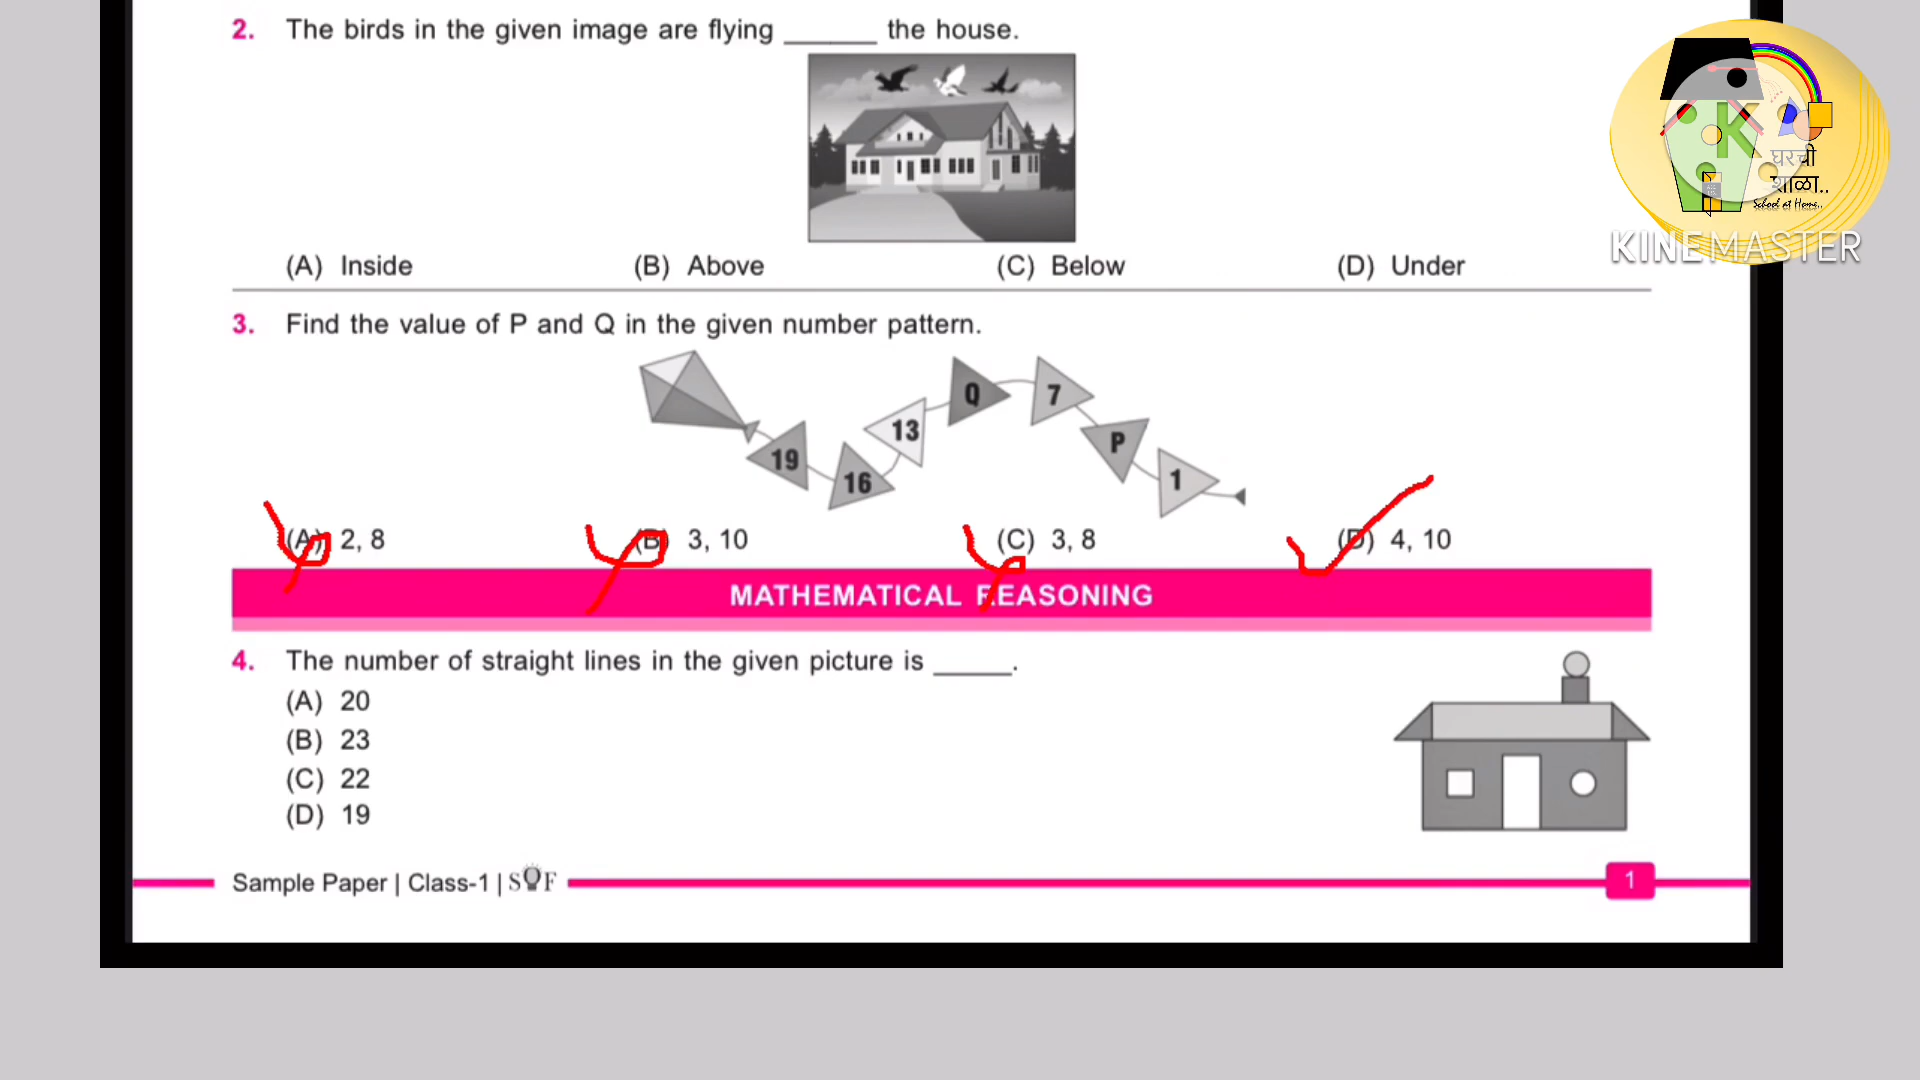 2. The birds in the given image are flying ______ the house.
(A) Inside (B) Above (C) Below (D) Under
3. Find the value of P and Q in the given number pattern.
19 16 13 Q 7 P 1
(A) 2, 8 (B) 3, 10 (C) 3, 8 (D) 4, 10
MATHEMATICAL REASONING
4. The number of straight lines in the given picture is _____.
(A) 20
(B) 23
(C) 22
(D) 19
Sample Paper | Class-1 | SOF
1
K
घरची
शाळा..
School at Home..
KINEMASTER